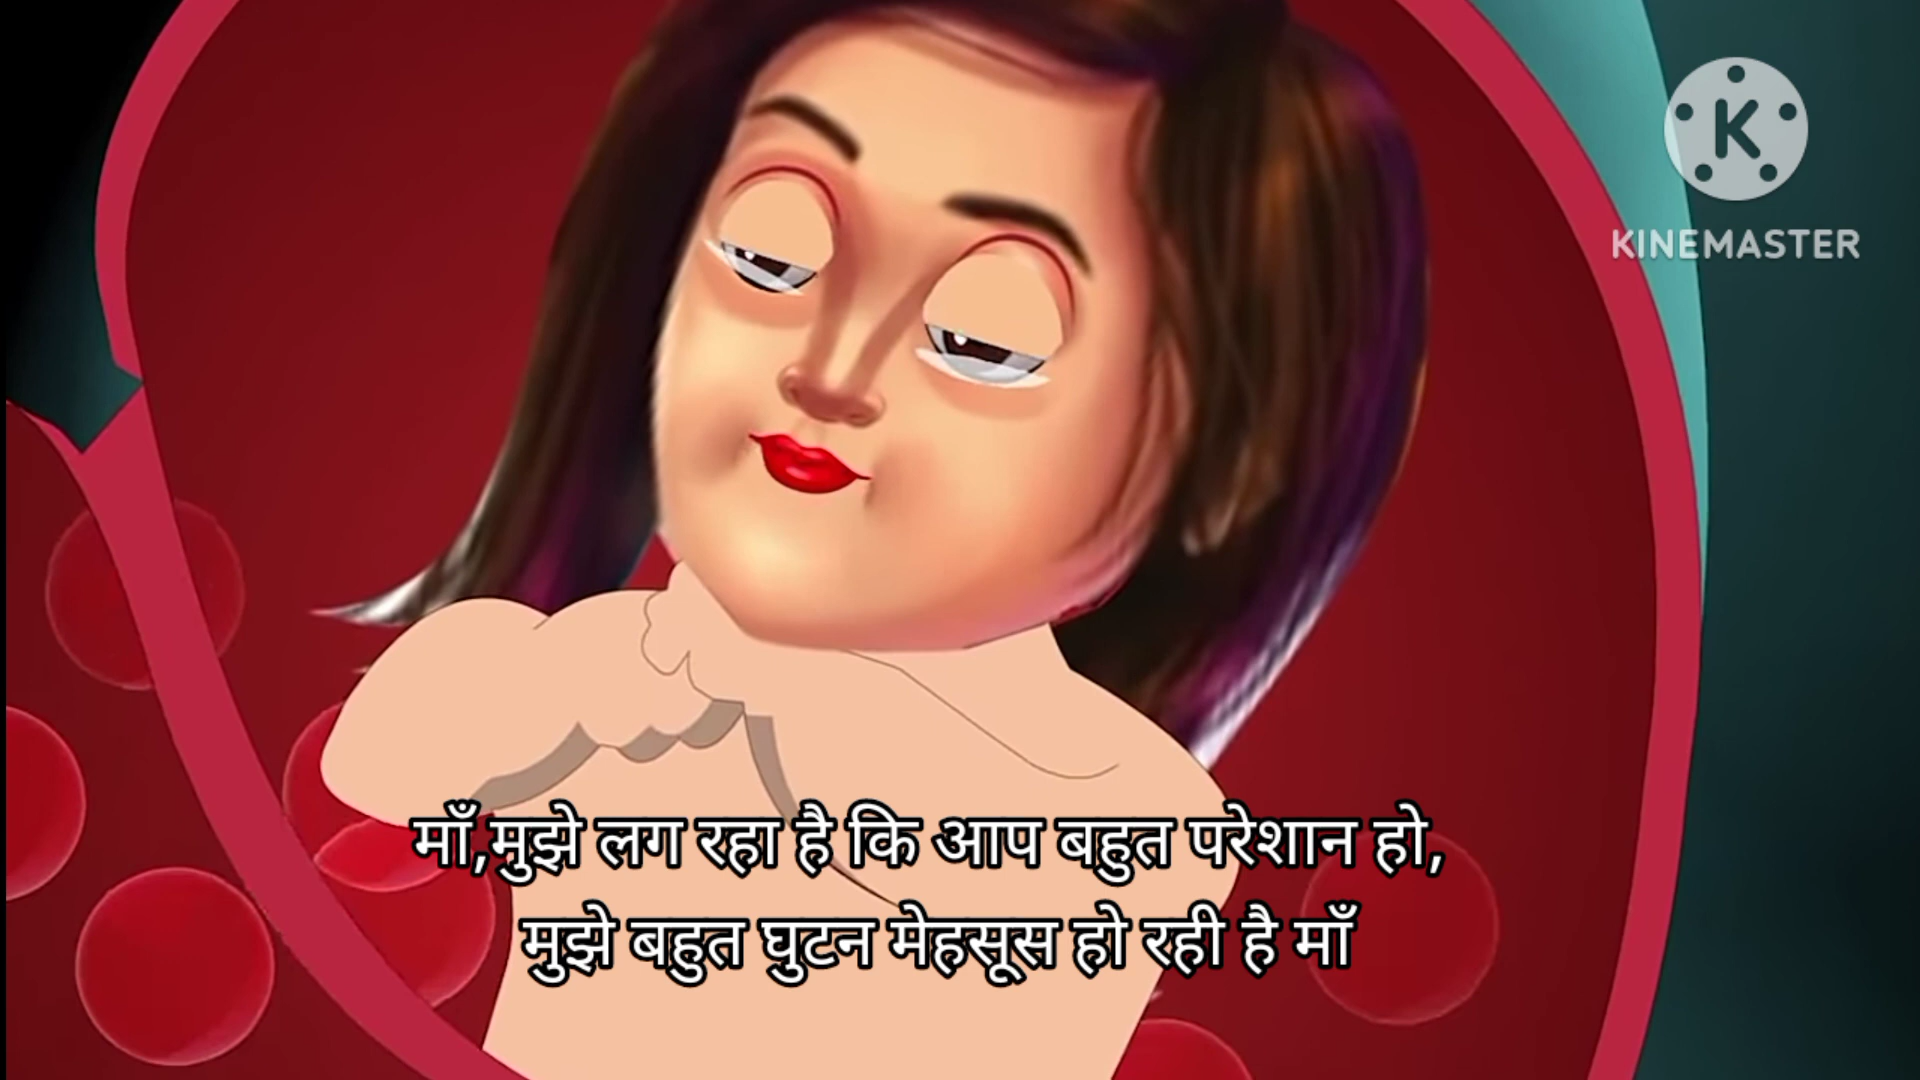 K
KINEMASTER
माँ,मुझे लग रहा है कि आप बहुत परेशान हो,
मुझे बहुत घुटन मेहसूस हो रही है माँ